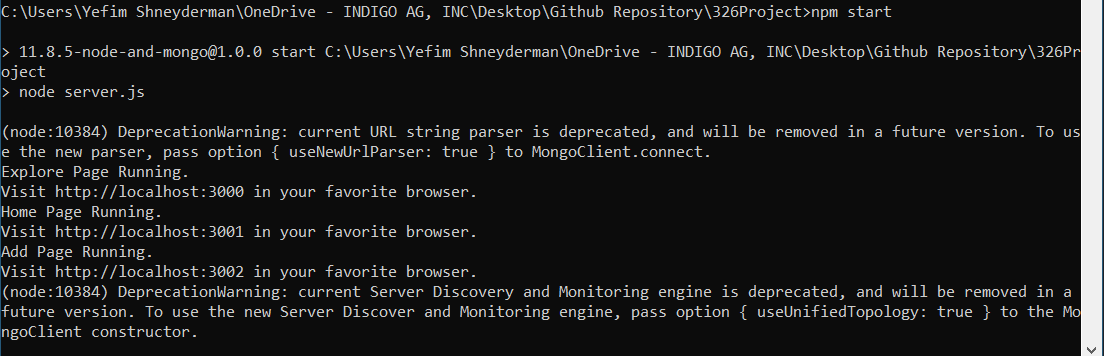 C:\Users\Yefim Shneyderman\OneDrive - INDIGO AG, INC\Desktop\Github Repository\326Project>npm start
> 11.8.5-node-and-mongo@1.0.0 start C:\Users\Yefim Shneyderman\OneDrive - INDIGO AG, INC\Desktop\Github Repository\326Pr
oject
> node server.js
(node:10384) DeprecationWarning: current URL string parser is deprecated, and will be removed in a future version. To us
e the new parser, pass option { useNewUrlParser: true } to MongoClient.connect.
Explore Page Running.
Visit http://localhost:3000 in your favorite browser.
Home Page Running.
Visit http://localhost:3001 in your favorite browser.
Add Page Running.
Visit http://localhost:3002 in your favorite browser.
(node:10384) DeprecationWarning: current Server Discovery and Monitoring engine is deprecated, and will be removed in a
future version. To use the new Server Discover and Monitoring engine, pass option { useUnifiedTopology: true } to the Mo
ngoClient constructor.